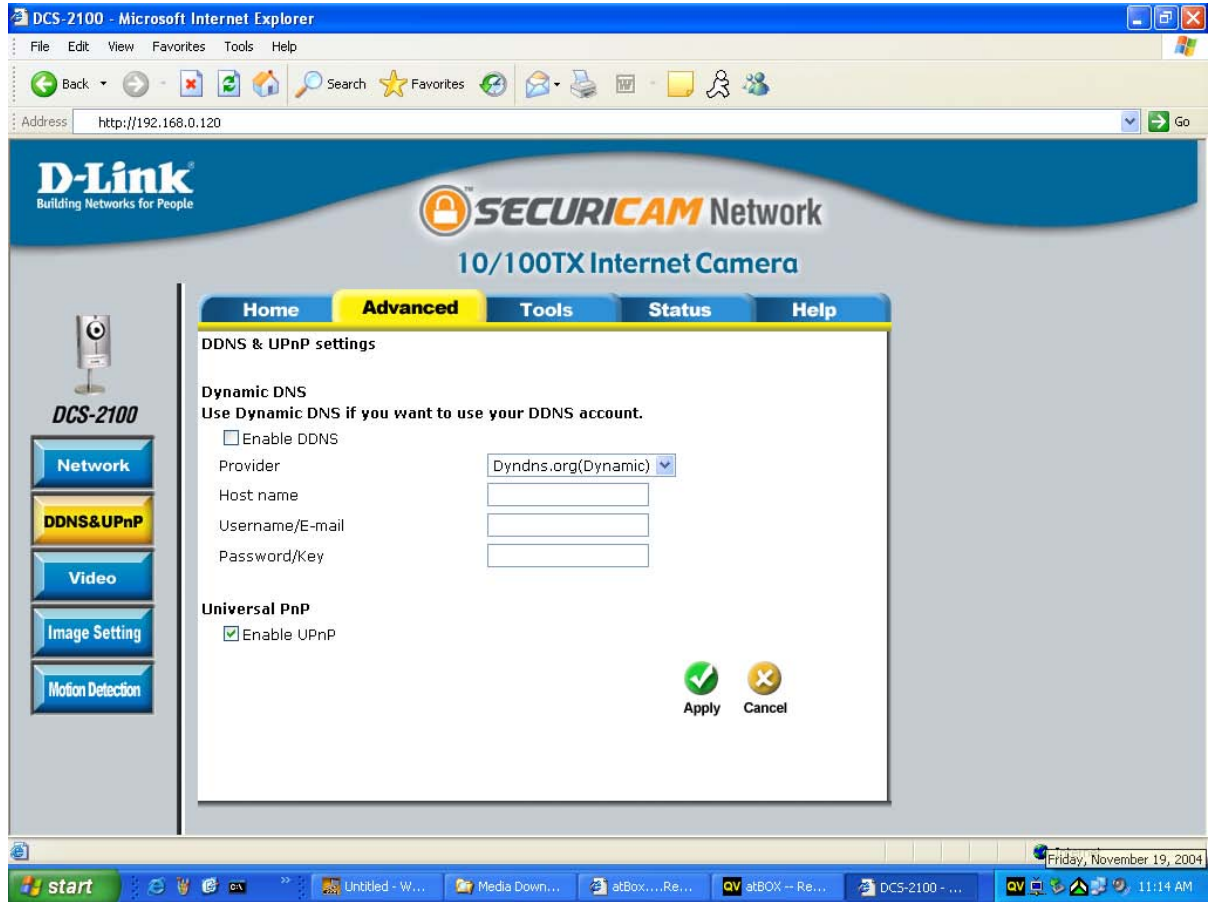 DCS-2100 - Microsoft Internet Explorer
File Edit View Favorites Tools Help
Back Search Favorites
Address http://192.168.0.120 Go
D-Link
Building Networks for People
SECURICAM Network
10/100TX Internet Camera
Home Advanced Tools Status Help
DCS-2100
Network
DDNS&UPnP
Video
Image Setting
Motion Detection
DDNS & UPnP settings
Dynamic DNS
Use Dynamic DNS if you want to use your DDNS account.
Enable DDNS
Provider Dyndns.org(Dynamic)
Host name
Username/E-mail
Password/Key
Universal PnP
Enable UPnP
Apply Cancel
Friday, November 19, 2004
start Untitled - W... Media Down... atBox....Re... QV atBOX -- Re... DCS-2100 - ... QV 11:14 AM